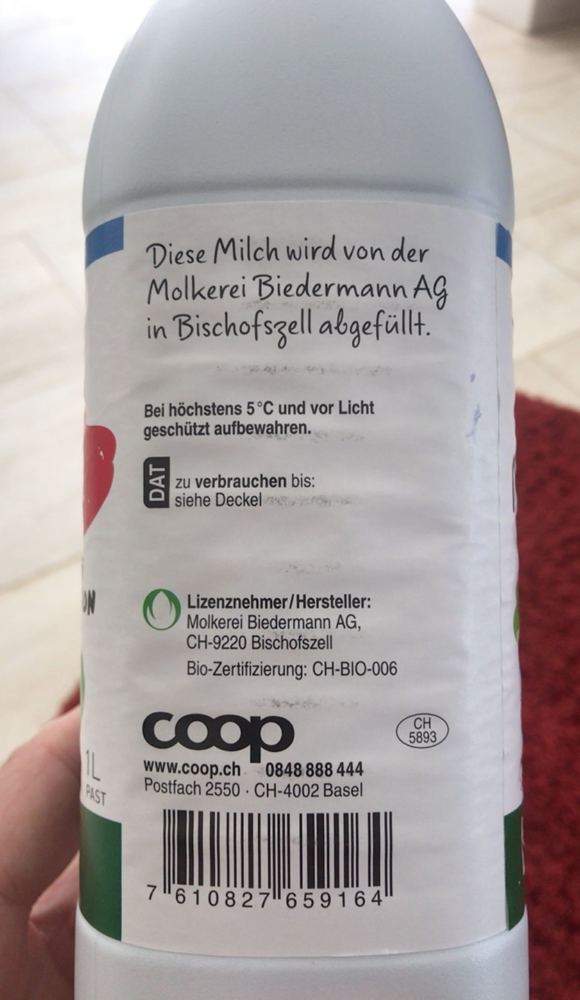 Diese Milch wird von der
Molkerei Biedermann AG
in Bischofszell abgefüllt.
Bei höchstens 5°C und vor Licht
geschützt aufbewahren.
DAT
zu verbrauchen bis:
siehe Deckel
Lizenznehmer/Hersteller:
Molkerei Biedermann AG,
CH-9220 Bischofszell
Bio-Zertifizierung: CH-BIO-006
coop
CH
5893
www.coop.ch 0848 888 444
Postfach 2550 · CH-4002 Basel
1L
PAST
7 610827 659164